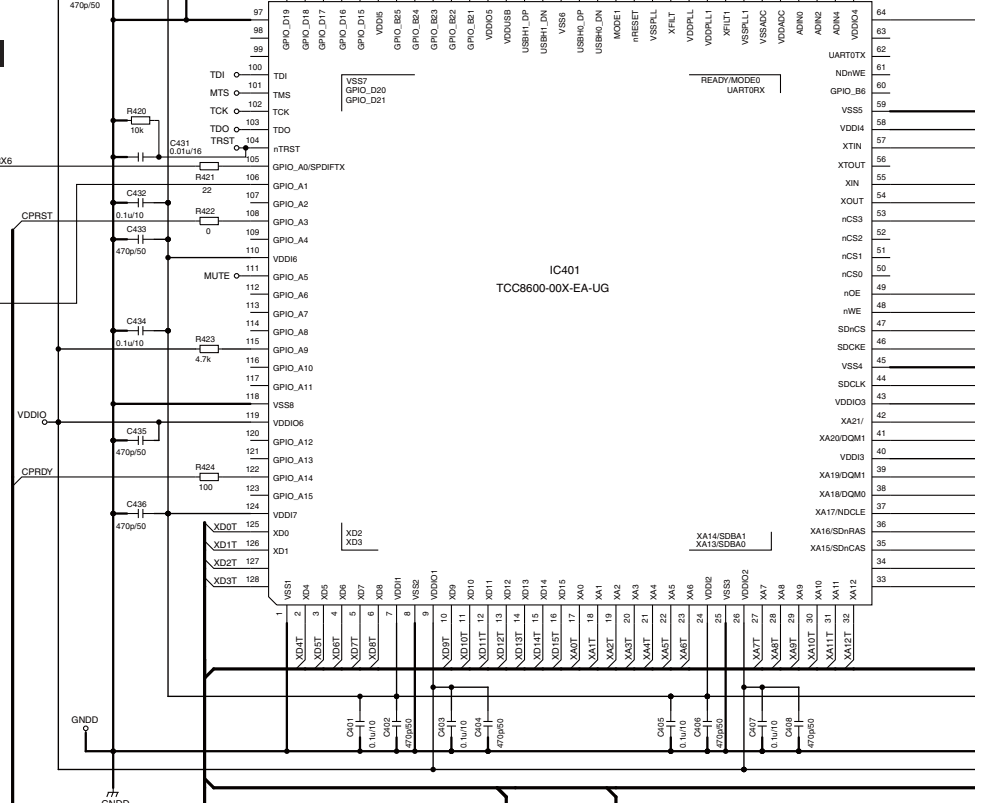 470p/50
97
98
99
GPIO_D19
GPIO_D18
GPIO_D17
GPIO_D16
GPIO_D15
VDDI5
GPIO_B25
GPIO_B24
GPIO_B23
GPIO_B22
GPIO_B21
VDDIO5
VDDUSB
USBH1_DP
USBH1_DN
VSS6
USBH0_DP
USBH0_DN
MODE1
nRESET
VSSPLL
XFILT
VDDPLL
VDDPLL1
XFILT1
VSSPLL1
VSSADC
VDDADC
ADIN0
ADIN2
ADIN4
VDDIO4
64
63
62
UART0TX
61
NDnWE
60
GPIO_B6
59
VSS5
58
VDDI4
57
XTIN
56
XTOUT
55
XIN
54
XOUT
53
nCS3
52
nCS2
51
nCS1
50
nCS0
49
nOE
48
nWE
47
SDnCS
46
SDCKE
45
VSS4
44
SDCLK
43
VDDIO3
42
XA21/
41
XA20/DQM1
40
VDDI3
39
XA19/DQM1
38
XA18/DQM0
37
XA17/NDCLE
36
XA16/SDnRAS
35
XA15/SDnCAS
34
33
VSS7
GPIO_D20
GPIO_D21
READY/MODE0
UART0RX
TDI
100
TDI
MTS
101
TMS
TCK
102
TCK
TDO
103
TDO
TRST
104
nTRST
R420
10k
C431
0.01u/16
X6
105
GPIO_A0/SPDIFTX
R421
22
106
GPIO_A1
C432
0.1u/10
107
GPIO_A2
CPRST
R422
0
108
GPIO_A3
C433
470p/50
109
GPIO_A4
110
VDDI6
MUTE
111
GPIO_A5
112
GPIO_A6
113
GPIO_A7
C434
0.1u/10
114
GPIO_A8
R423
4.7k
115
GPIO_A9
116
GPIO_A10
117
GPIO_A11
118
VSS8
VDDIO
119
VDDIO6
C435
470p/50
120
GPIO_A12
121
GPIO_A13
CPRDY
R424
100
122
GPIO_A14
123
GPIO_A15
C436
470p/50
124
VDDI7
XD0T
125
XD0
XD1T
126
XD1
XD2T
127
XD3T
128
IC401
TCC8600-00X-EA-UG
XD2
XD3
XA14/SDBA1
XA13/SDBA0
VSS1
XD4
XD5
XD6
XD7
XD8
VDDI1
VSS2
VDDIO1
XD9
XD10
XD11
XD12
XD13
XD14
XD15
XA0
XA1
XA2
XA3
XA4
XA5
XA6
VDDI2
VSS3
VDDIO2
XA7
XA8
XA9
XA10
XA11
XA12
1
2
3
4
5
6
7
8
9
10
11
12
13
14
15
16
17
18
19
20
21
22
23
24
25
26
27
28
29
30
31
32
XD4T
XD5T
XD6T
XD7T
XD8T
XD9T
XD10T
XD11T
XD12T
XD13T
XD14T
XD15T
XA0T
XA1T
XA2T
XA3T
XA4T
XA5T
XA6T
XA7T
XA8T
XA9T
XA10T
XA11T
XA12T
GNDD
C401
0.1u/10
C402
470p/50
C403
0.1u/10
C404
470p/50
C405
0.1u/10
C406
470p/50
C407
0.1u/10
C408
470p/50
GNDD